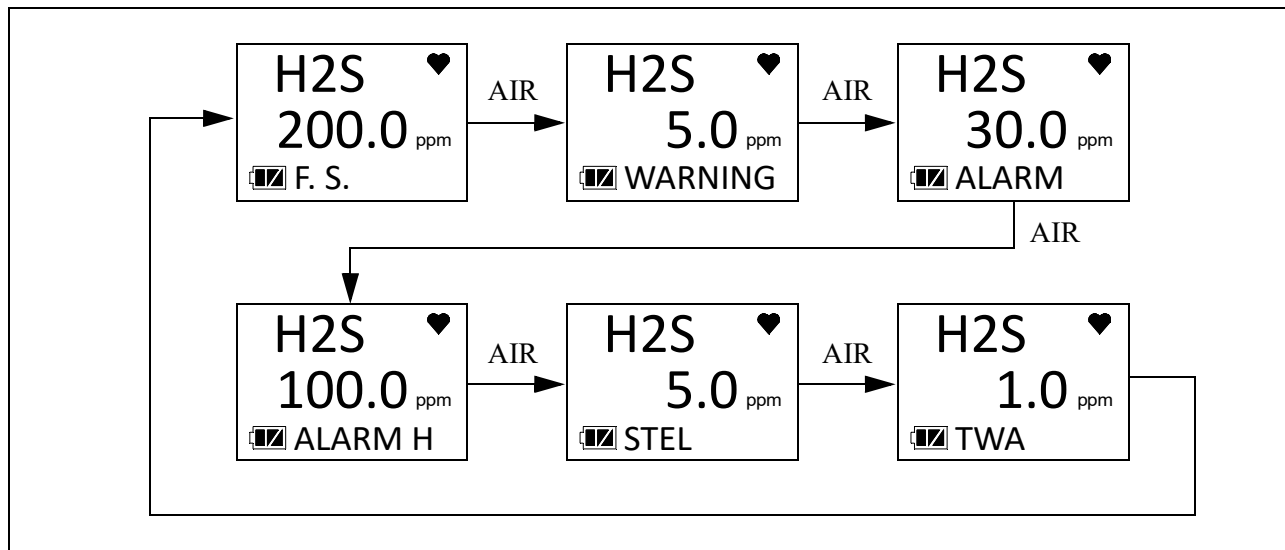 H2S
200.0 ppm
F. S.
AIR
H2S
5.0 ppm
WARNING
AIR
H2S
30.0 ppm
ALARM
AIR
H2S
100.0 ppm
ALARM H
AIR
H2S
5.0 ppm
STEL
AIR
H2S
1.0 ppm
TWA